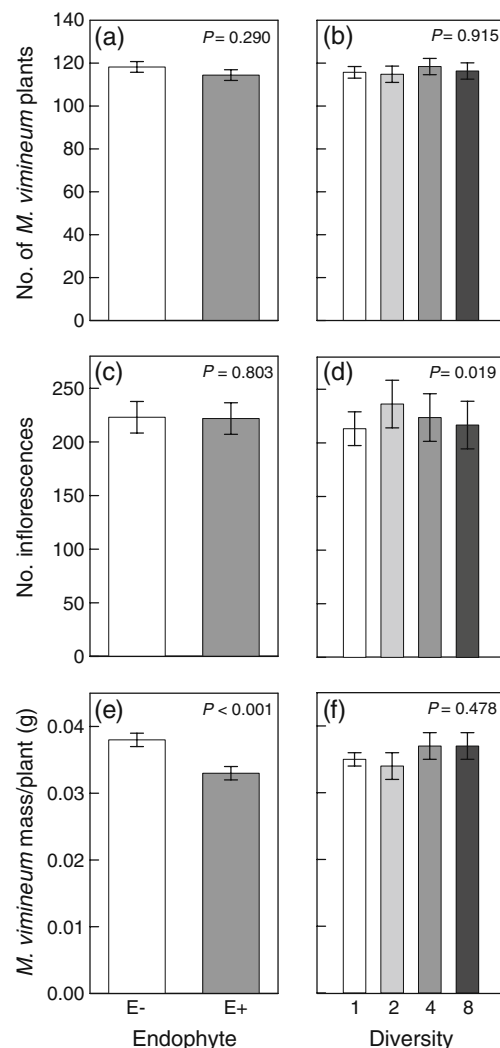 140
120
100
80
60
40
20
0
No. of M. vimineum plants
(a)
P = 0.290
(b)
P = 0.915
250
200
150
100
50
0
No. inflorescences
(c)
P = 0.803
(d)
P = 0.019
0.04
0.03
0.02
0.01
0.00
M. vimineum mass/plant (g)
(e)
P < 0.001
(f)
P = 0.478
E- E+
Endophyte
1 2 4 8
Diversity